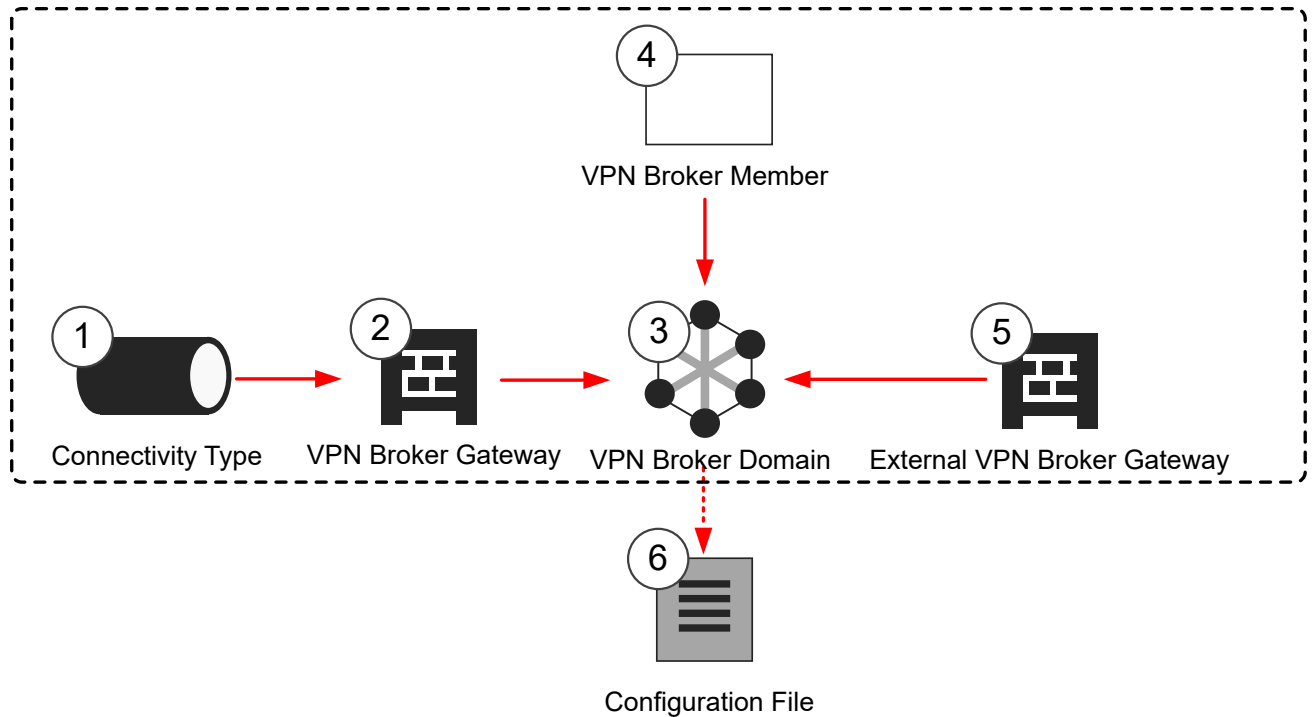 4
VPN Broker Member
1
2
3
5
Connectivity Type
VPN Broker Gateway
VPN Broker Domain
External VPN Broker Gateway
6
Configuration File